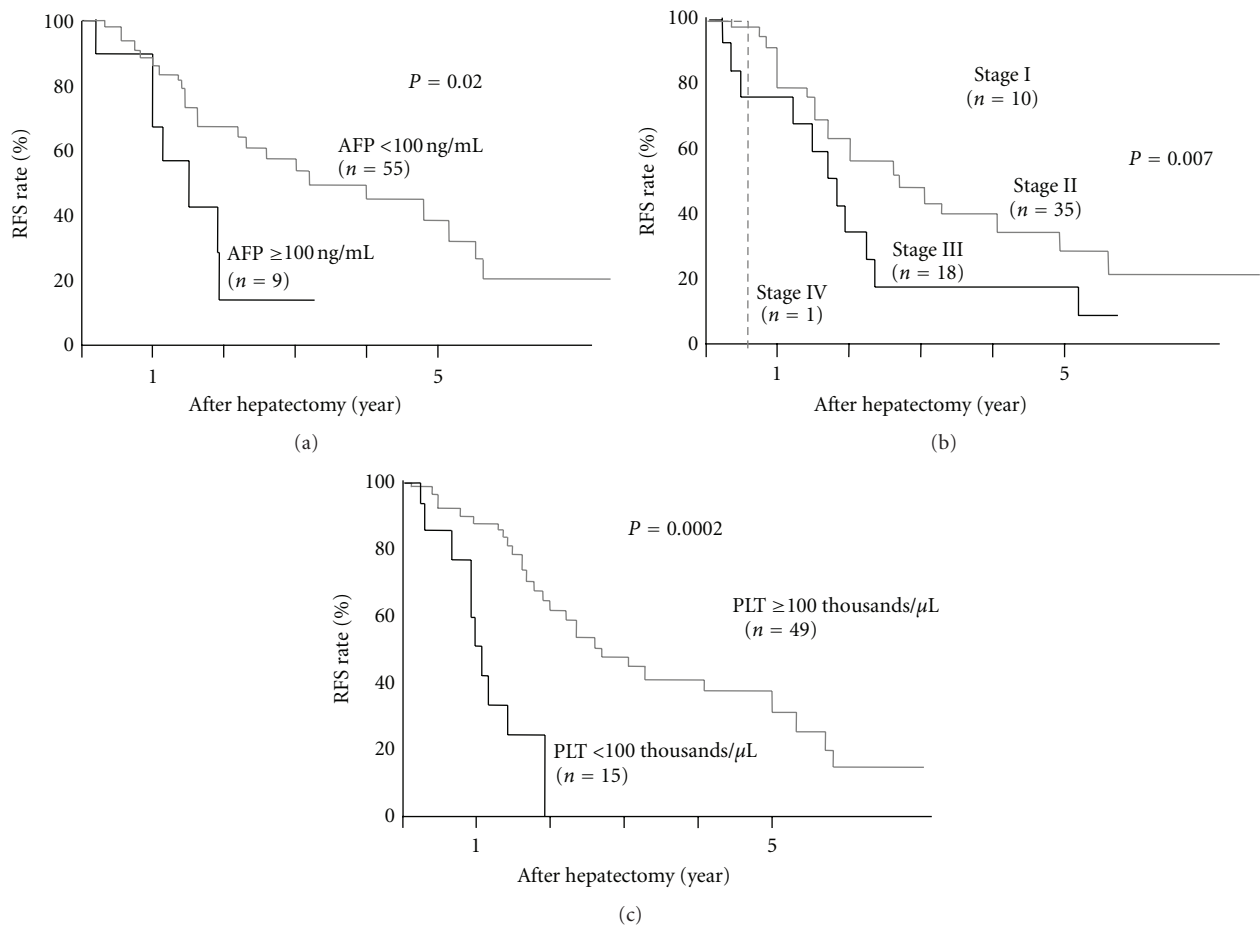 100
80
60
40
20
0
RFS rate (%)
P = 0.02
AFP <100 ng/mL
(n = 55)
AFP ≥100 ng/mL
(n = 9)
1
5
After hepatectomy (year)
(a)
100
80
60
40
20
0
RFS rate (%)
Stage I
(n = 10)
P = 0.007
Stage II
(n = 35)
Stage III
(n = 18)
Stage IV
(n = 1)
1
5
After hepatectomy (year)
(b)
100
80
60
40
20
0
RFS rate (%)
P = 0.0002
PLT ≥100 thousands/μL
(n = 49)
PLT <100 thousands/μL
(n = 15)
1
5
After hepatectomy (year)
(c)